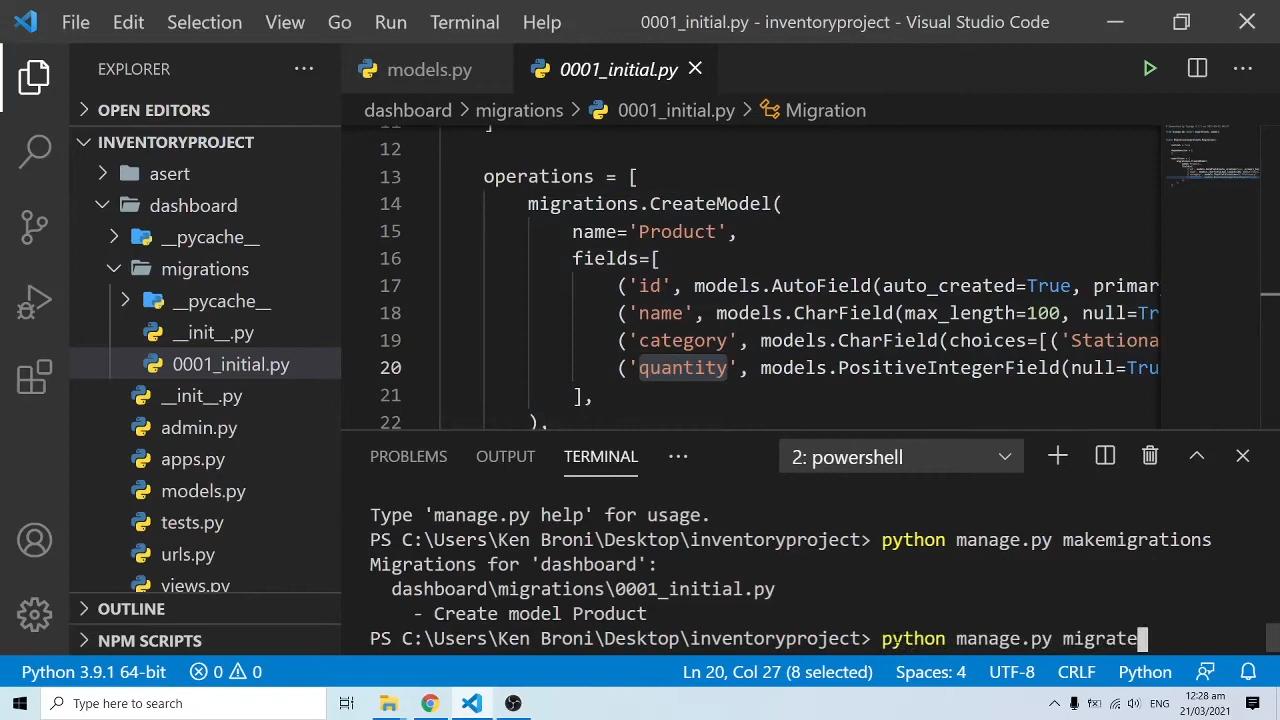 File Edit Selection View Go Run Terminal Help 0001_initial.py - inventoryproject - Visual Studio Code
EXPLORER
models.py 0001_initial.py
OPEN EDITORS
dashboard > migrations > 0001_initial.py > Migration
INVENTORYPROJECT
asert
dashboard
__pycache__
migrations
__pycache__
__init__.py
0001_initial.py
__init__.py
admin.py
apps.py
models.py
tests.py
urls.py
views.py
OUTLINE
NPM SCRIPTS
11 ]
12
13 operations = [
14 migrations.CreateModel(
15 name='Product',
16 fields=[
17 ('id', models.AutoField(auto_created=True, primar
18 ('name', models.CharField(max_length=100, null=Tr
19 ('category', models.CharField(choices=[('Stationa
20 ('quantity', models.PositiveIntegerField(null=Tru
21 ],
22 ),
PROBLEMS OUTPUT TERMINAL 2: powershell
Type 'manage.py help' for usage.
PS C:\Users\Ken Broni\Desktop\inventoryproject> python manage.py makemigrations
Migrations for 'dashboard':
dashboard\migrations\0001_initial.py
- Create model Product
PS C:\Users\Ken Broni\Desktop\inventoryproject> python manage.py migrate
Python 3.9.1 64-bit 0 0 Ln 20, Col 27 (8 selected) Spaces: 4 UTF-8 CRLF Python
Type here to search ENG 12:28 am
21/03/2021